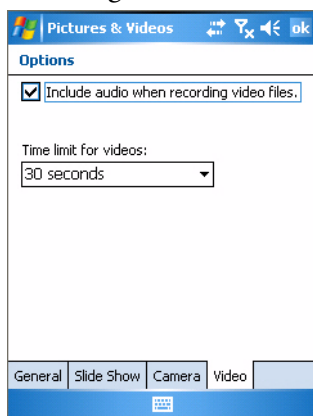 Pictures & Videos ok
Options
Include audio when recording video files.
Time limit for videos:
30 seconds
General Slide Show Camera Video